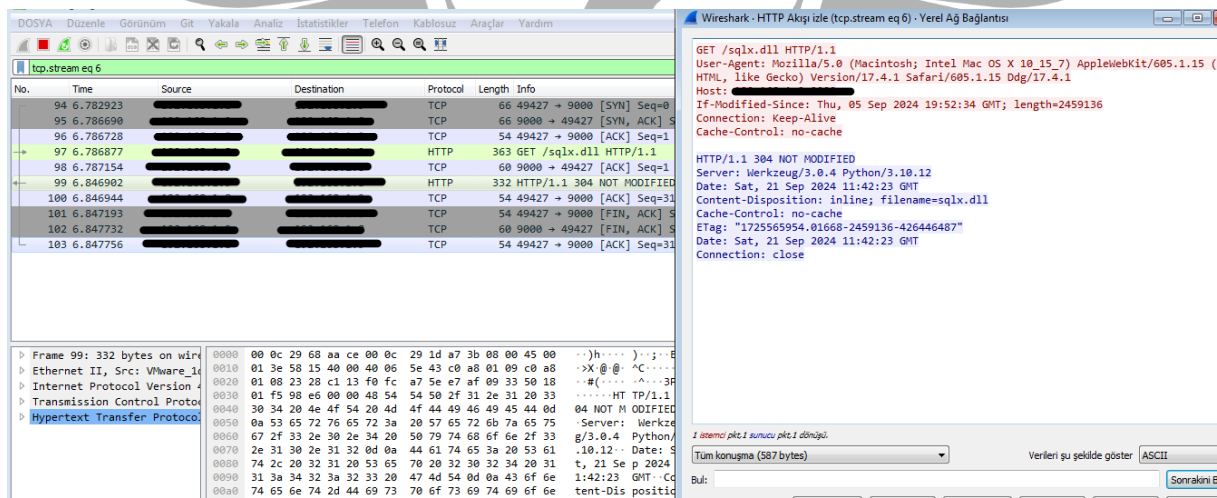 DOSYA Düzenle Görünüm Git Yakala Analiz İstatistikler Telefon Kablosuz Araçlar Yardım
tcp.stream eq 6
No. Time Source Destination Protocol Length Info
94 6.782923 TCP 66 49427 → 9000 [SYN] Seq=0
95 6.786690 TCP 66 9000 → 49427 [SYN, ACK] S
96 6.786728 TCP 54 49427 → 9000 [ACK] Seq=1
97 6.786877 HTTP 363 GET /sqlx.dll HTTP/1.1
98 6.787154 TCP 60 9000 → 49427 [ACK] Seq=1
99 6.846902 HTTP 332 HTTP/1.1 304 NOT MODIFIED
100 6.846944 TCP 54 49427 → 9000 [ACK] Seq=31
101 6.847193 TCP 54 49427 → 9000 [FIN, ACK] S
102 6.847732 TCP 60 9000 → 49427 [FIN, ACK] S
103 6.847756 TCP 54 49427 → 9000 [ACK] Seq=31
Frame 99: 332 bytes on wire
Ethernet II, Src: VMware_1d
Internet Protocol Version 4
Transmission Control Proto
Hypertext Transfer Protocol
0000 00 0c 29 68 aa ce 00 0c 29 1d a7 3b 08 00 45 00 ··)h···· )··;··E
0010 01 3e 58 15 40 00 40 06 5e 43 c0 a8 01 09 c0 a8 ·>X·@·@· ^C·····
0020 01 08 23 28 c1 13 f0 fc a7 5e e7 af 09 33 50 18 ··#(···· ·^···3P
0030 01 f5 98 e6 00 00 48 54 54 50 2f 31 2e 31 20 33 ······HT TP/1.1
0040 30 34 20 4e 4f 54 20 4d 4f 44 49 46 49 45 44 0d 04 NOT M ODIFIED
0050 0a 53 65 72 76 65 72 3a 20 57 65 72 6b 7a 65 75 ·Server: Werkze
0060 67 2f 33 2e 30 2e 34 20 50 79 74 68 6f 6e 2f 33 g/3.0.4 Python/
0070 2e 31 30 2e 31 32 0d 0a 44 61 74 65 3a 20 53 61 .10.12·· Date: S
0080 74 2c 20 32 31 20 53 65 70 20 32 30 32 34 20 31 t, 21 Se p 2024
0090 31 3a 34 32 3a 32 33 20 47 4d 54 0d 0a 43 6f 6e 1:42:23 GMT··Co
00a0 74 65 6e 74 2d 44 69 73 70 6f 73 69 74 69 6f 6e tent-Dis positio
Wireshark · HTTP Akışı izle (tcp.stream eq 6) · Yerel Ağ Bağlantısı
GET /sqlx.dll HTTP/1.1
User-Agent: Mozilla/5.0 (Macintosh; Intel Mac OS X 10_15_7) AppleWebKit/605.1.15 (
HTML, like Gecko) Version/17.4.1 Safari/605.1.15 Ddg/17.4.1
Host:
If-Modified-Since: Thu, 05 Sep 2024 19:52:34 GMT; length=2459136
Connection: Keep-Alive
Cache-Control: no-cache
HTTP/1.1 304 NOT MODIFIED
Server: Werkzeug/3.0.4 Python/3.10.12
Date: Sat, 21 Sep 2024 11:42:23 GMT
Content-Disposition: inline; filename=sqlx.dll
Cache-Control: no-cache
ETag: "1725565954.01668-2459136-426446487"
Date: Sat, 21 Sep 2024 11:42:23 GMT
Connection: close
1 istemci pkt,1 sunucu pkt,1 dönüşü.
Tüm konuşma (587 bytes) Verileri şu şekilde göster ASCII
Bul: Sonrakini B